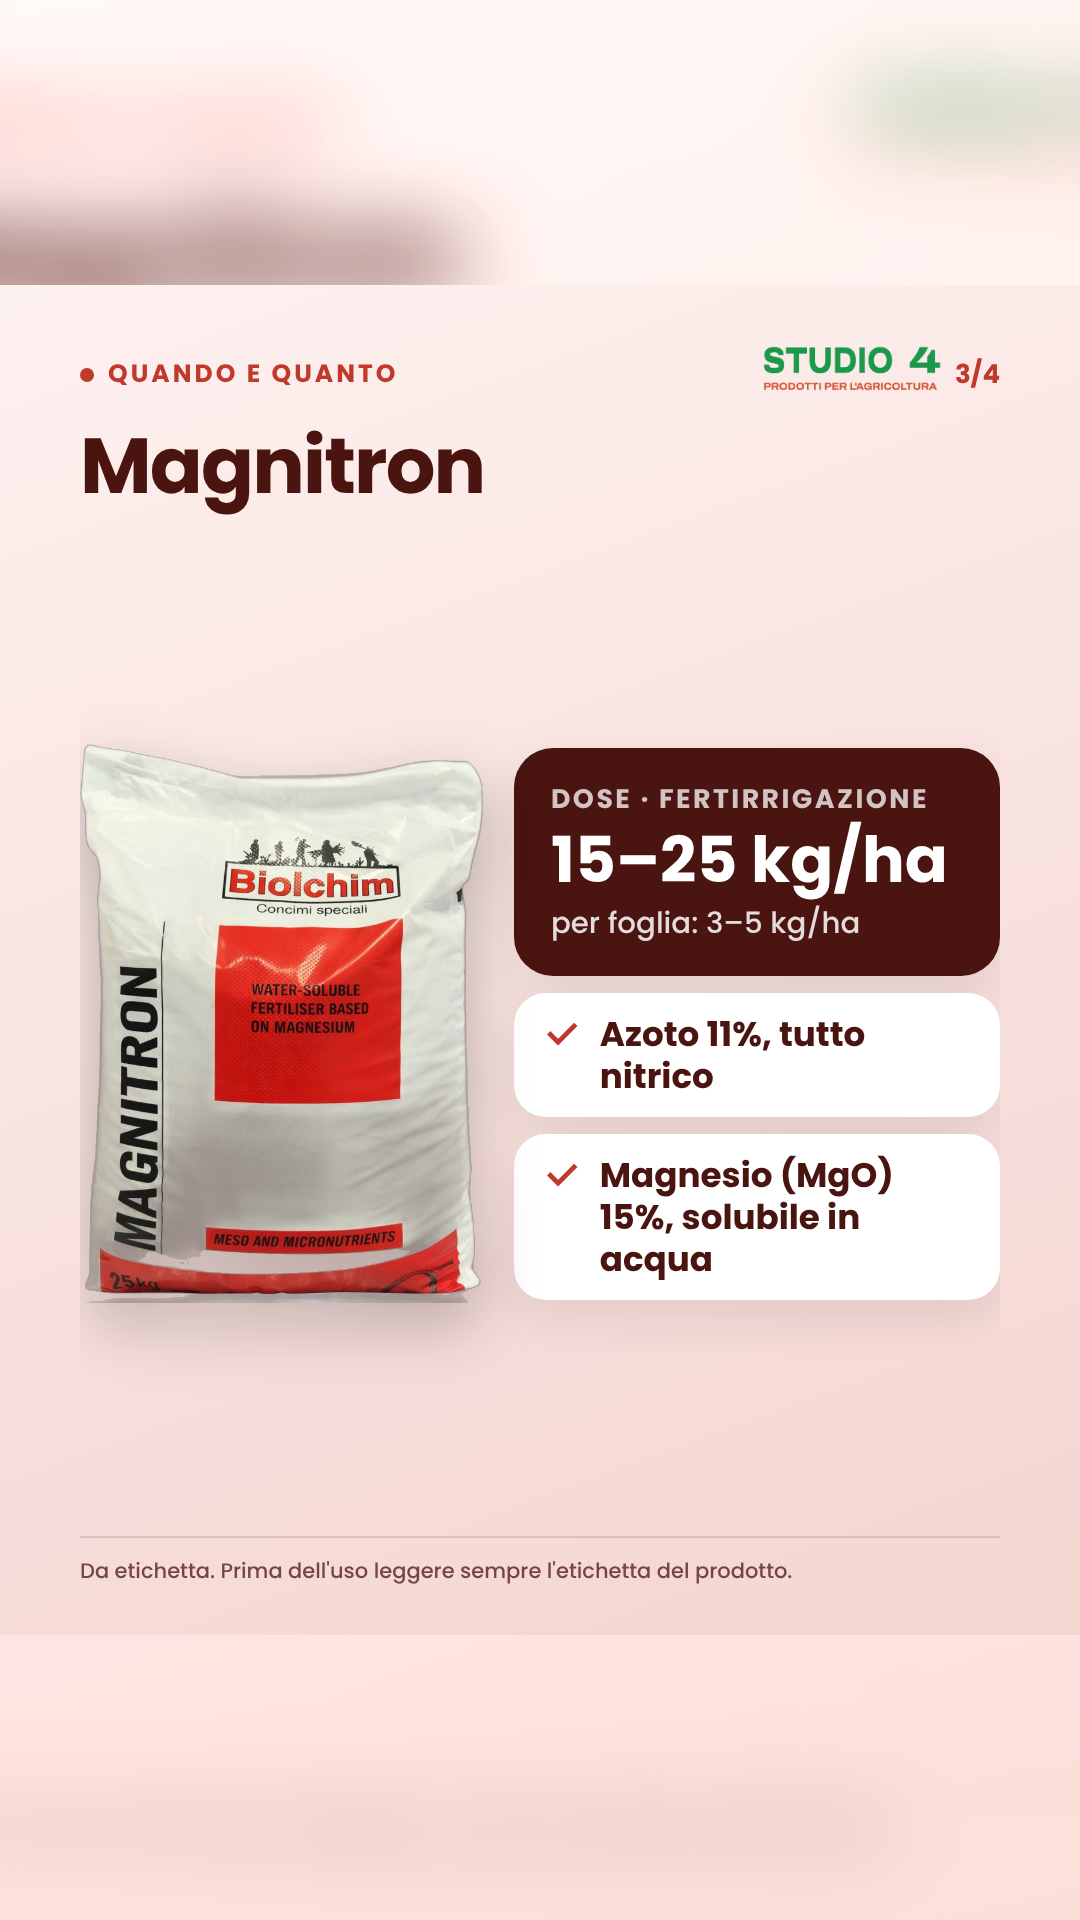 QUANDO E QUANTO
STUDIO 4
PRODOTTI PER L'AGRICOLTURA
3/4
Magnitron
Biolchim
Concimi speciali
WATER-SOLUBLE
FERTILISER BASED
ON MAGNESIUM
MAGNITRON
MESO AND MICRONUTRIENTS
25kg
DOSE · FERTIRRIGAZIONE
15–25 kg/ha
per foglia: 3–5 kg/ha
Azoto 11%, tutto
nitrico
Magnesio (MgO)
15%, solubile in
acqua
Da etichetta. Prima dell'uso leggere sempre l'etichetta del prodotto.